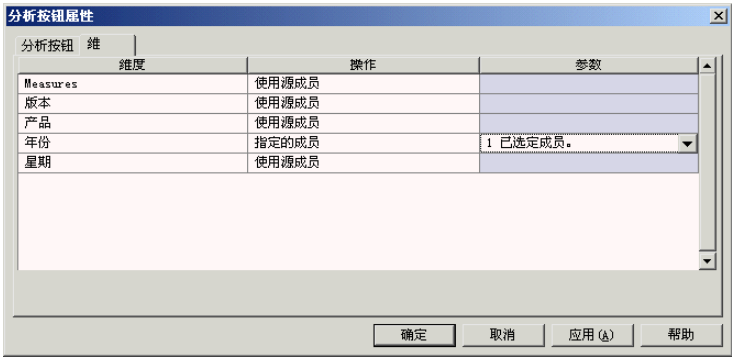 分析按钮属性
分析按钮 维
维度 操作 参数
Measures 使用源成员
版本 使用源成员
产品 使用源成员
年份 指定的成员 1 已选定成员。
星期 使用源成员
确定 取消 应用(A) 帮助